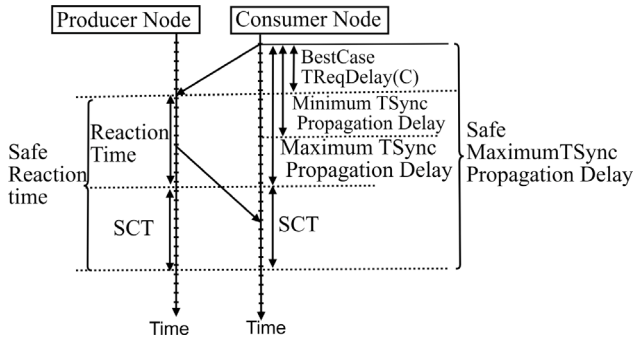 Producer Node
Consumer Node
BestCase
TReqDelay(C)
Minimum TSync
Propagation Delay
Reaction
Time
Maximum TSync
Propagation Delay
Safe
Reaction
time
Safe
MaximumTSync
Propagation Delay
SCT
SCT
Time
Time